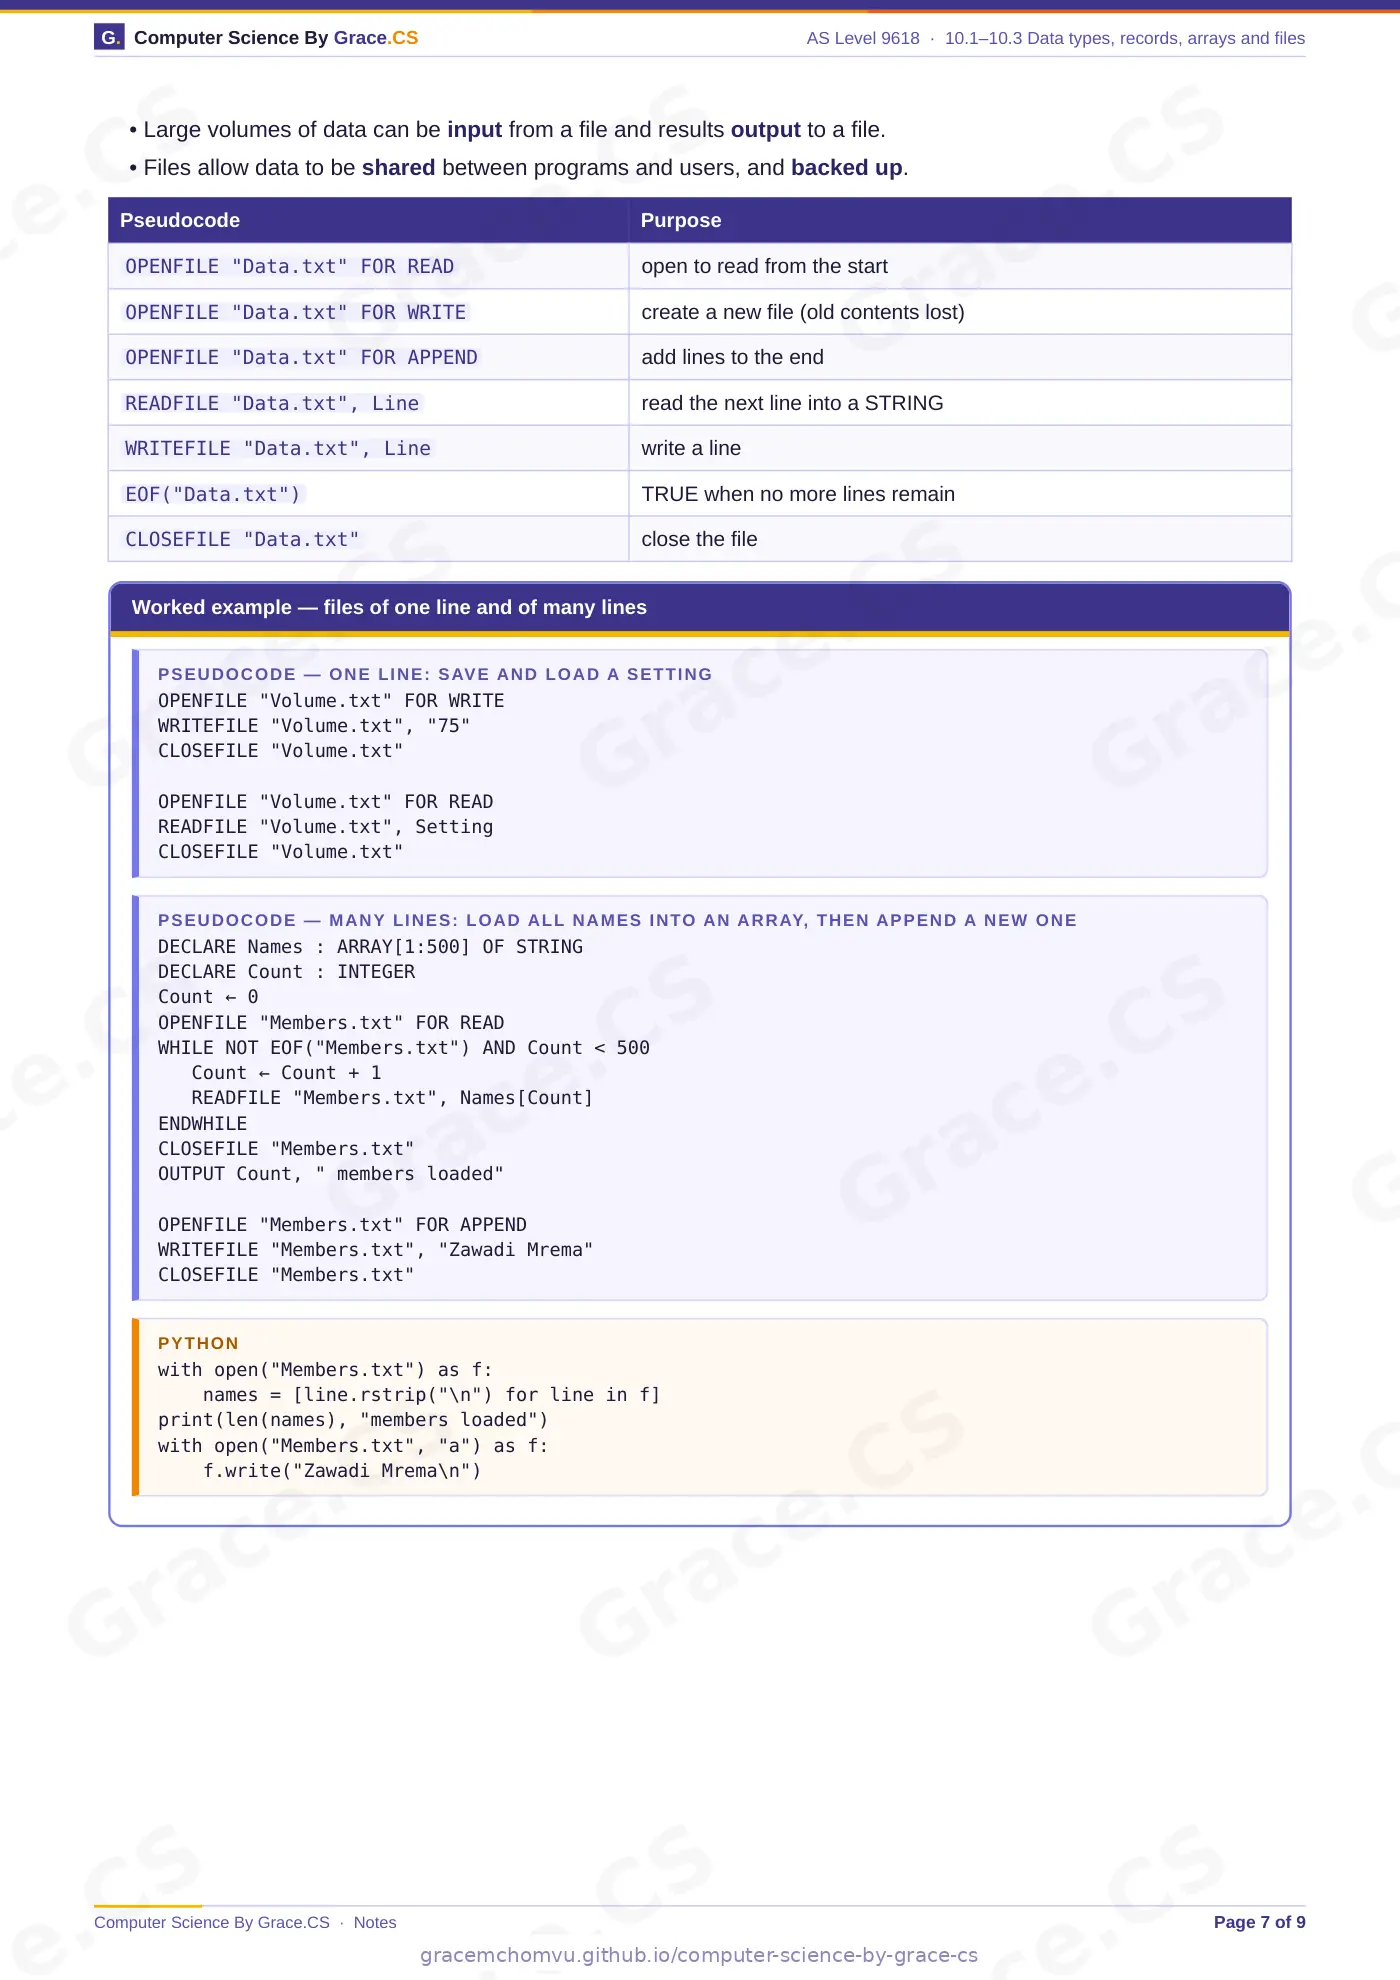 G. Computer Science By Grace.CS
AS Level 9618 · 10.1–10.3 Data types, records, arrays and files
• Large volumes of data can be input from a file and results output to a file.
• Files allow data to be shared between programs and users, and backed up.
Pseudocode Purpose
OPENFILE "Data.txt" FOR READ open to read from the start
OPENFILE "Data.txt" FOR WRITE create a new file (old contents lost)
OPENFILE "Data.txt" FOR APPEND add lines to the end
READFILE "Data.txt", Line read the next line into a STRING
WRITEFILE "Data.txt", Line write a line
EOF("Data.txt") TRUE when no more lines remain
CLOSEFILE "Data.txt" close the file
Worked example — files of one line and of many lines
PSEUDOCODE — ONE LINE: SAVE AND LOAD A SETTING
OPENFILE "Volume.txt" FOR WRITE
WRITEFILE "Volume.txt", "75"
CLOSEFILE "Volume.txt"
OPENFILE "Volume.txt" FOR READ
READFILE "Volume.txt", Setting
CLOSEFILE "Volume.txt"
PSEUDOCODE — MANY LINES: LOAD ALL NAMES INTO AN ARRAY, THEN APPEND A NEW ONE
DECLARE Names : ARRAY[1:500] OF STRING
DECLARE Count : INTEGER
Count ← 0
OPENFILE "Members.txt" FOR READ
WHILE NOT EOF("Members.txt") AND Count < 500
   Count ← Count + 1
   READFILE "Members.txt", Names[Count]
ENDWHILE
CLOSEFILE "Members.txt"
OUTPUT Count, " members loaded"
OPENFILE "Members.txt" FOR APPEND
WRITEFILE "Members.txt", "Zawadi Mrema"
CLOSEFILE "Members.txt"
PYTHON
with open("Members.txt") as f:
    names = [line.rstrip("\n") for line in f]
print(len(names), "members loaded")
with open("Members.txt", "a") as f:
    f.write("Zawadi Mrema\n")
Computer Science By Grace.CS · Notes
Page 7 of 9
gracemchomvu.github.io/computer-science-by-grace-cs